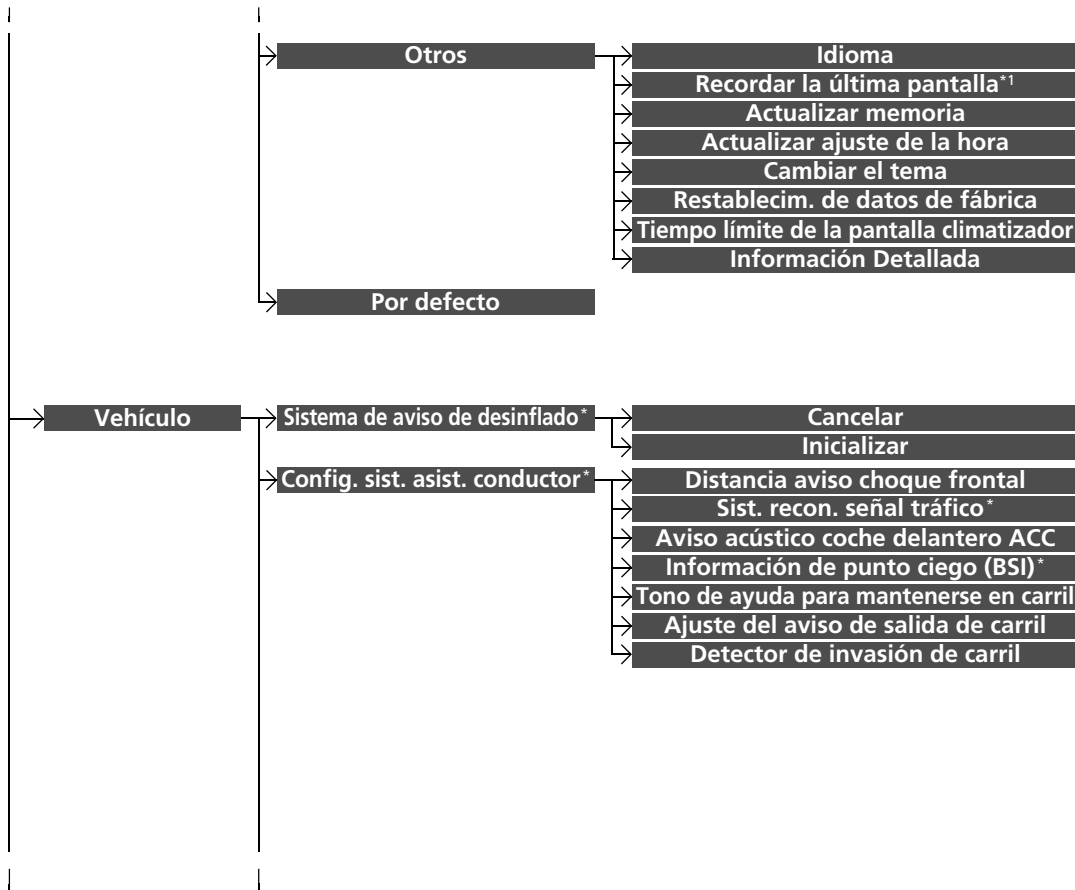 Otros
Idioma
Recordar la última pantalla*1
Actualizar memoria
Actualizar ajuste de la hora
Cambiar el tema
Restablecim. de datos de fábrica
Tiempo límite de la pantalla climatizador
Información Detallada
Por defecto
Vehículo
Sistema de aviso de desinflado*
Cancelar
Inicializar
Config. sist. asist. conductor*
Distancia aviso choque frontal
Sist. recon. señal tráfico*
Aviso acústico coche delantero ACC
Información de punto ciego (BSI)*
Tono de ayuda para mantenerse en carril
Ajuste del aviso de salida de carril
Detector de invasión de carril